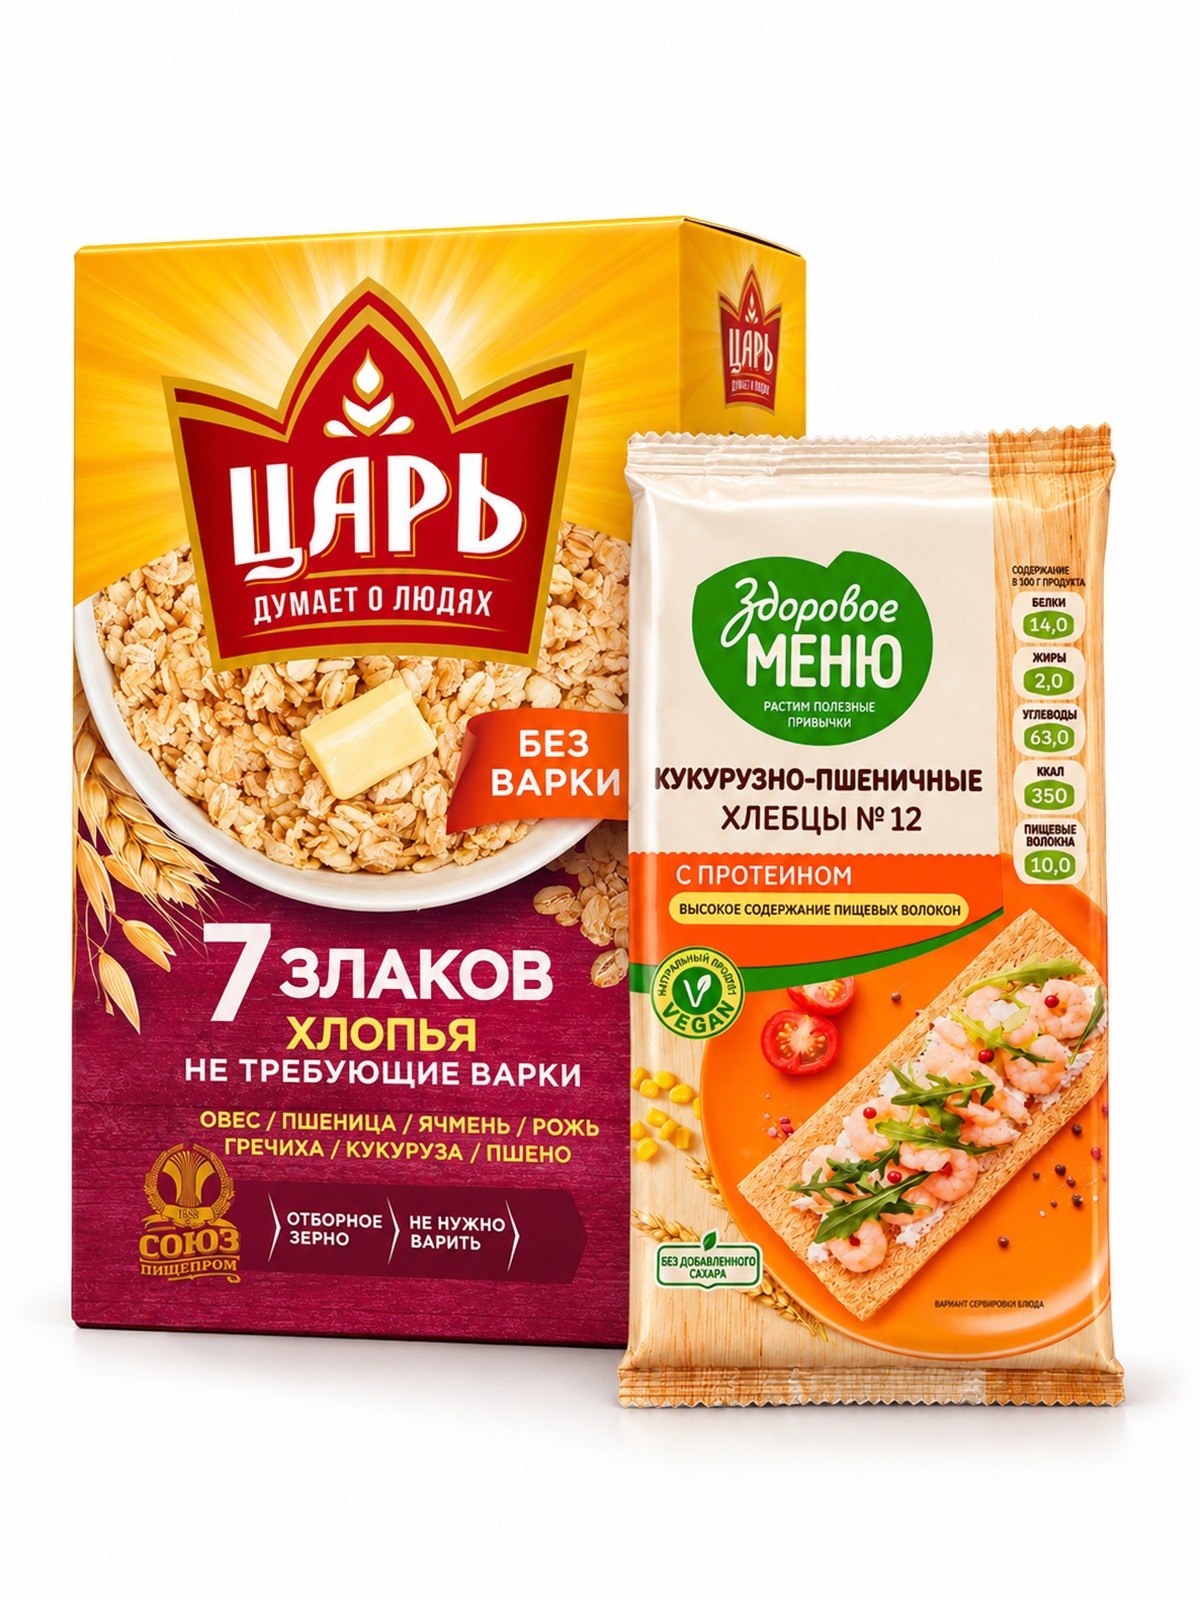 ЦАРЬ
ДУМАЕТ О ЛЮДЯХ
БЕЗ
ВАРКИ
7 ЗЛАКОВ
ХЛОПЬЯ
НЕ ТРЕБУЮЩИЕ ВАРКИ
ОВЕС / ПШЕНИЦА / ЯЧМЕНЬ / РОЖЬ
ГРЕЧИХА / КУКУРУЗА / ПШЕНО
СОЮЗ
ПИЩЕПРОМ
ОТБОРНОЕ
ЗЕРНО
НЕ НУЖНО
ВАРИТЬ
ЦАРЬ
ДУМАЕТ О ЛЮДЯХ
Здоровое
МЕНЮ
РАСТИМ ПОЛЕЗНЫЕ
ПРИВЫЧКИ
КУКУРУЗНО-ПШЕНИЧНЫЕ
ХЛЕБЦЫ № 12
С ПРОТЕИНОМ
ВЫСОКОЕ СОДЕРЖАНИЕ ПИЩЕВЫХ ВОЛОКОН
НАТУРАЛЬНЫЙ ПРОДУКТ
V
VEGAN
БЕЗ ДОБАВЛЕННОГО
САХАРА
СОДЕРЖАНИЕ
В 100 Г ПРОДУКТА
БЕЛКИ
14,0
ЖИРЫ
2,0
УГЛЕВОДЫ
63,0
ККАЛ
350
ПИЩЕВЫЕ
ВОЛОКНА
10,0
ВАРИАНТ СЕРВИРОВКИ БЛЮДА